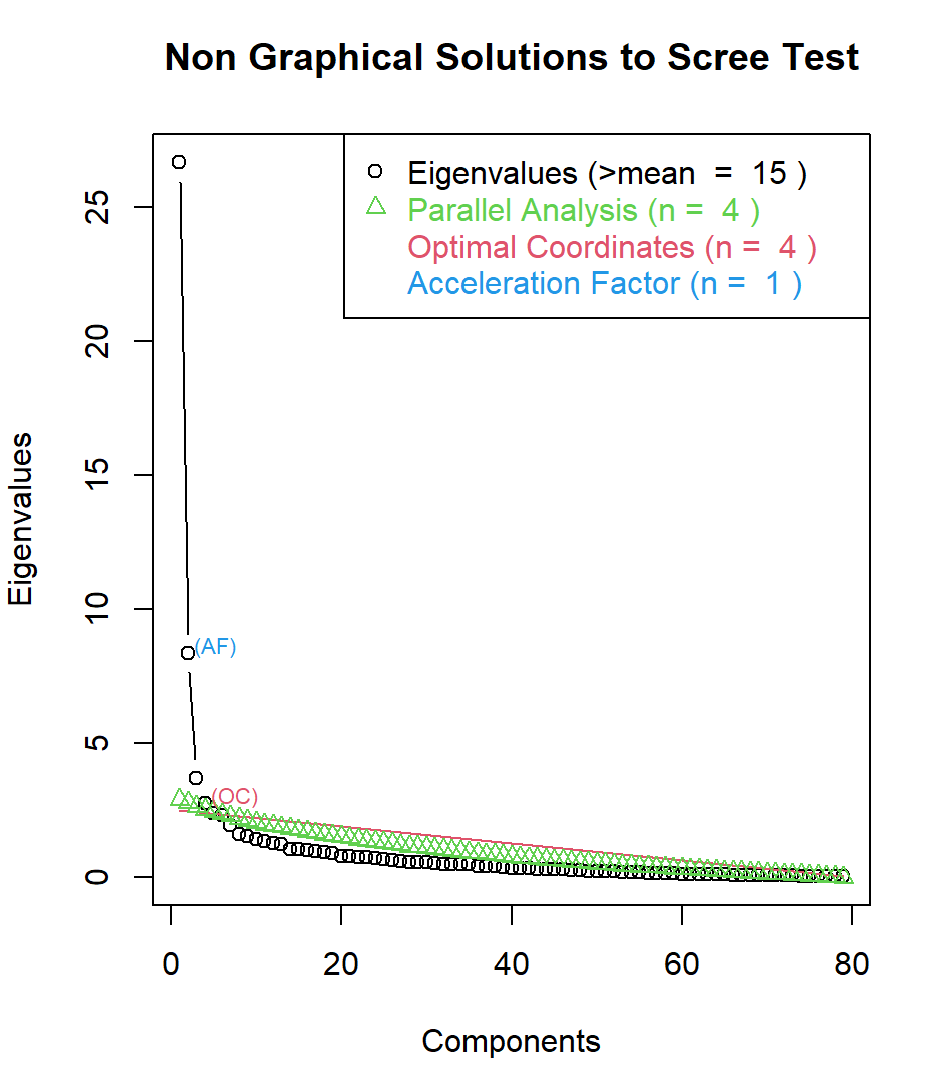 Non Graphical Solutions to Scree Test
Eigenvalues (>mean  =  15 )
Parallel Analysis (n =  4 )
Optimal Coordinates (n =  4 )
Acceleration Factor (n =  1 )
25
20
15
10
5
0
Eigenvalues
(AF)
(OC)
0 20 40 60 80
Components